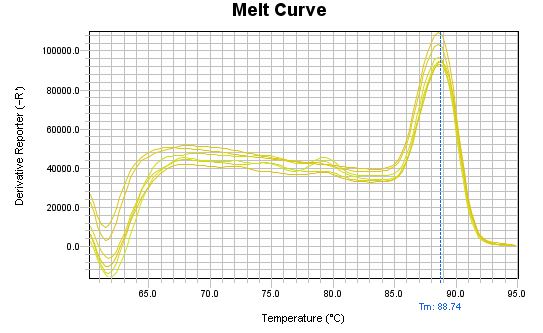 Melt Curve
Derivative Reporter (-R')
100000.0
80000.0
60000.0
40000.0
20000.0
0.0
65.0 70.0 75.0 80.0 85.0 90.0 95.0
Tm: 88.74
Temperature (°C)